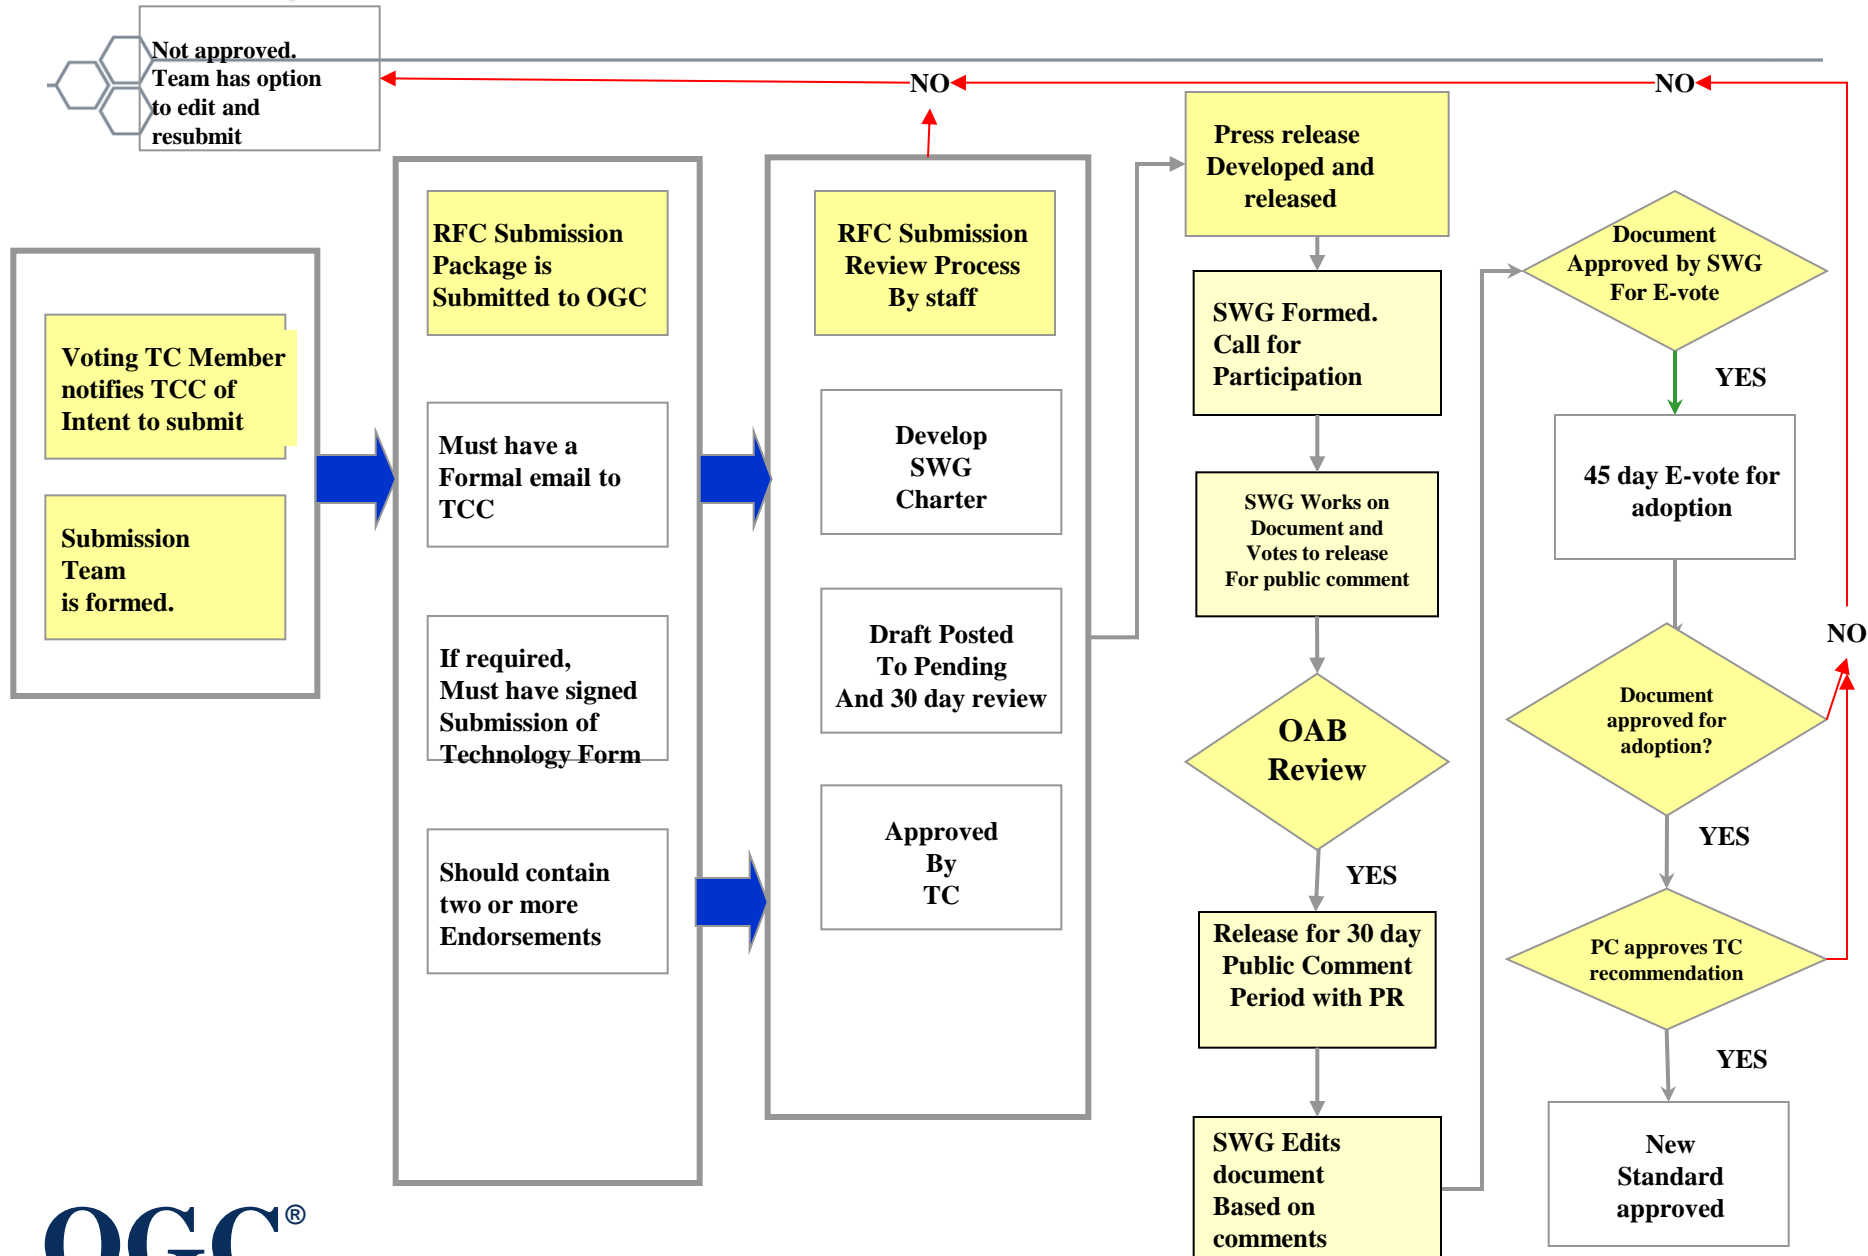 Not approved.
Team has option
to edit and
resubmit
NO
NO
Voting TC Member
notifies TCC of
Intent to submit
Submission
Team
is formed.
RFC Submission
Package is
Submitted to OGC
Must have a
Formal email to
TCC
If required,
Must have signed
Submission of
Technology Form
Should contain
two or more
Endorsements
RFC Submission
Review Process
By staff
Develop
SWG
Charter
Draft Posted
To Pending
And 30 day review
Approved
By
TC
Press release
Developed and
released
SWG Formed.
Call for
Participation
SWG Works on
Document and
Votes to release
For public comment
OAB
Review
YES
Release for 30 day
Public Comment
Period with PR
SWG Edits
document
Based on
comments
Document
Approved by SWG
For E-vote
YES
45 day E-vote for
adoption
NO
Document
approved for
adoption?
YES
PC approves TC
recommendation
YES
New
Standard
approved
OGC®